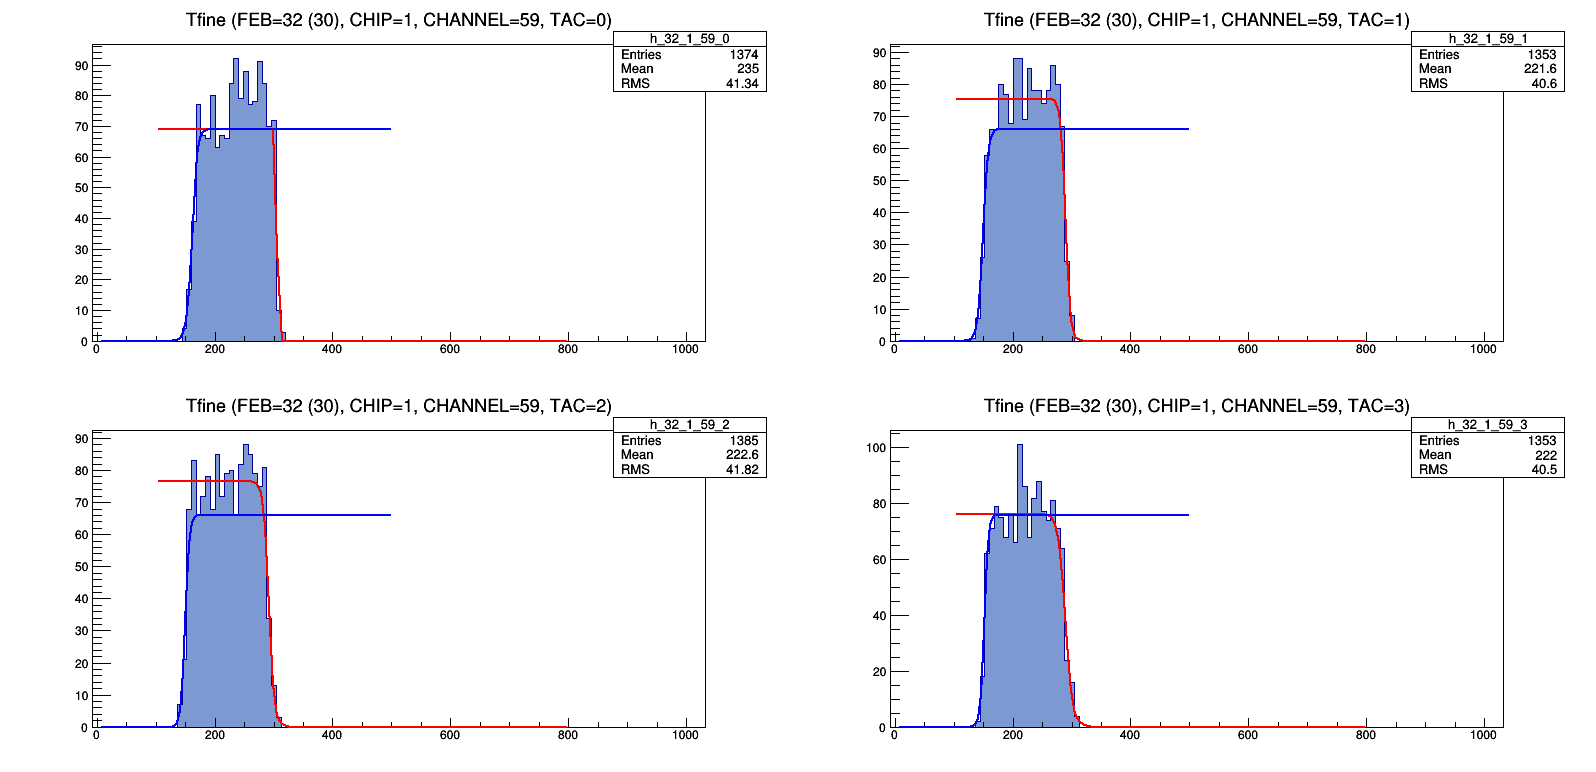 Tfine (FEB=32 (30), CHIP=1, CHANNEL=59, TAC=0)
h_32_1_59_0
Entries 1374
Mean 235
RMS 41.34
90
80
70
60
50
40
30
20
10
0
0 200 400 600 800 1000
Tfine (FEB=32 (30), CHIP=1, CHANNEL=59, TAC=1)
h_32_1_59_1
Entries 1353
Mean 221.6
RMS 40.6
90
80
70
60
50
40
30
20
10
0
0 200 400 600 800 1000
Tfine (FEB=32 (30), CHIP=1, CHANNEL=59, TAC=2)
h_32_1_59_2
Entries 1385
Mean 222.6
RMS 41.82
90
80
70
60
50
40
30
20
10
0
0 200 400 600 800 1000
Tfine (FEB=32 (30), CHIP=1, CHANNEL=59, TAC=3)
h_32_1_59_3
Entries 1353
Mean 222
RMS 40.5
100
80
60
40
20
0
0 200 400 600 800 1000